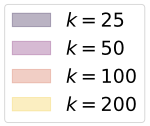 k = 25
k = 50
k = 100
k = 200